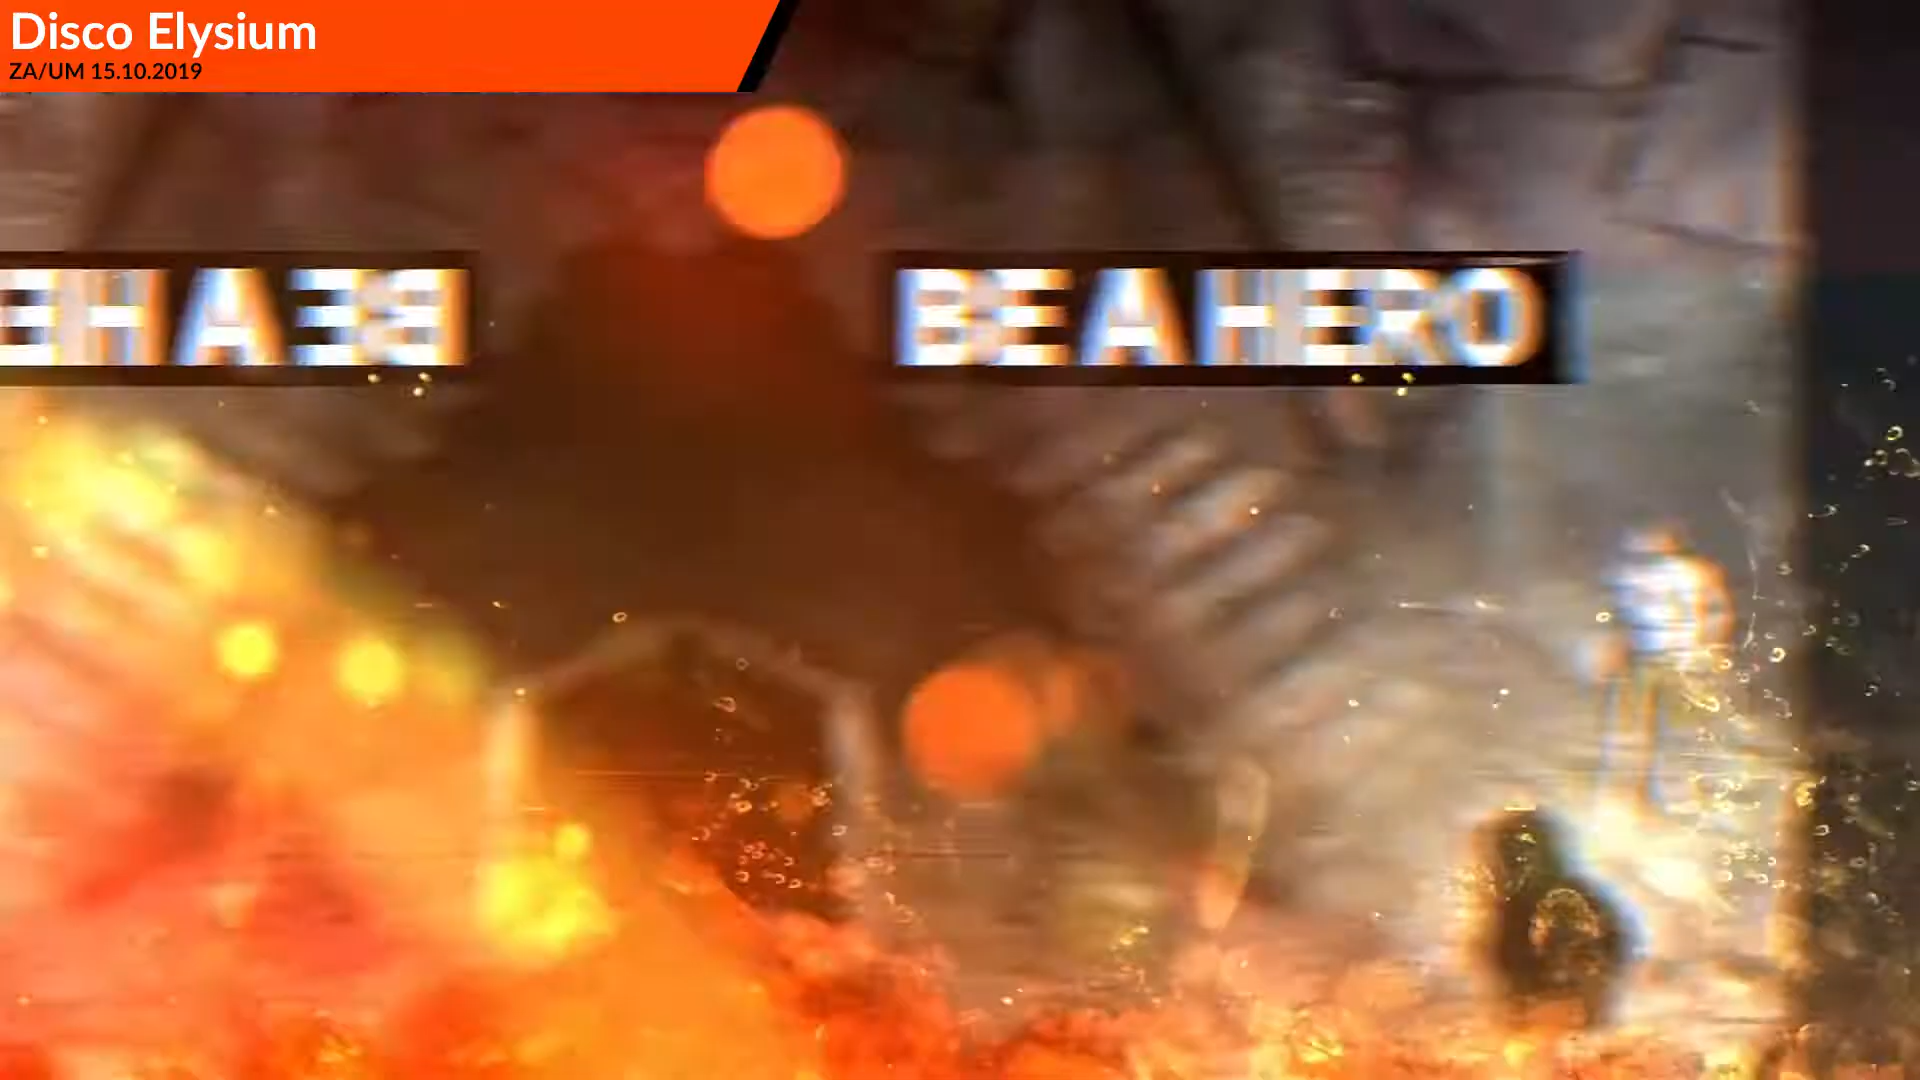 Disco Elysium
ZA/UM 15.10.2019
BE A HERO